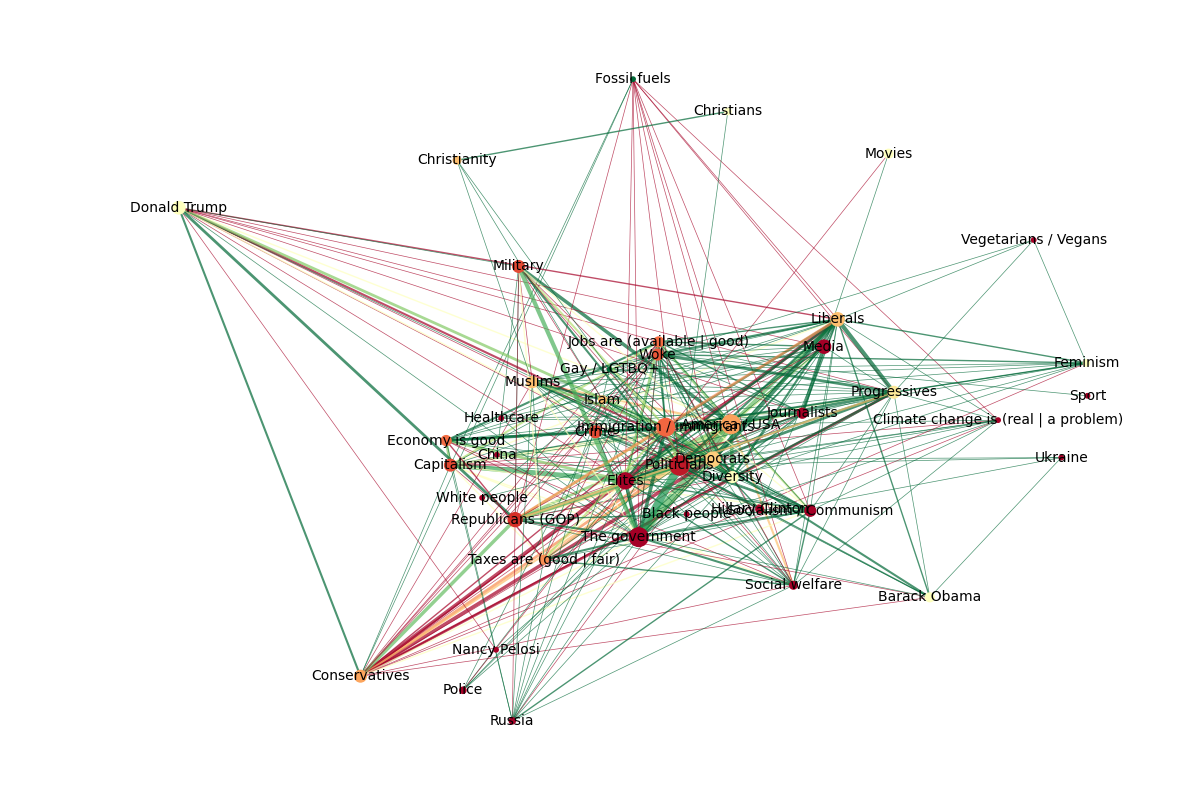 Fossil fuels
Christians
Movies
Christianity
Donald Trump
Vegetarians / Vegans
Military
Liberals
Jobs are (available | good)
Media
Woke
Feminism
Gay / LGTBQ+
Muslims
Progressives
Sport
Islam
Journalists
Healthcare
Climate change is (real | a problem)
America / USA
Immigration / immigrants
Crime
Economy is good
China
Ukraine
Democrats
Capitalism
Politicians
Diversity
Elites
White people
Hillary Clinton
Socialism / Communism
Black people
Republicans (GOP)
The government
Taxes are (good | fair)
Social welfare
Barack Obama
Nancy Pelosi
Conservatives
Police
Russia